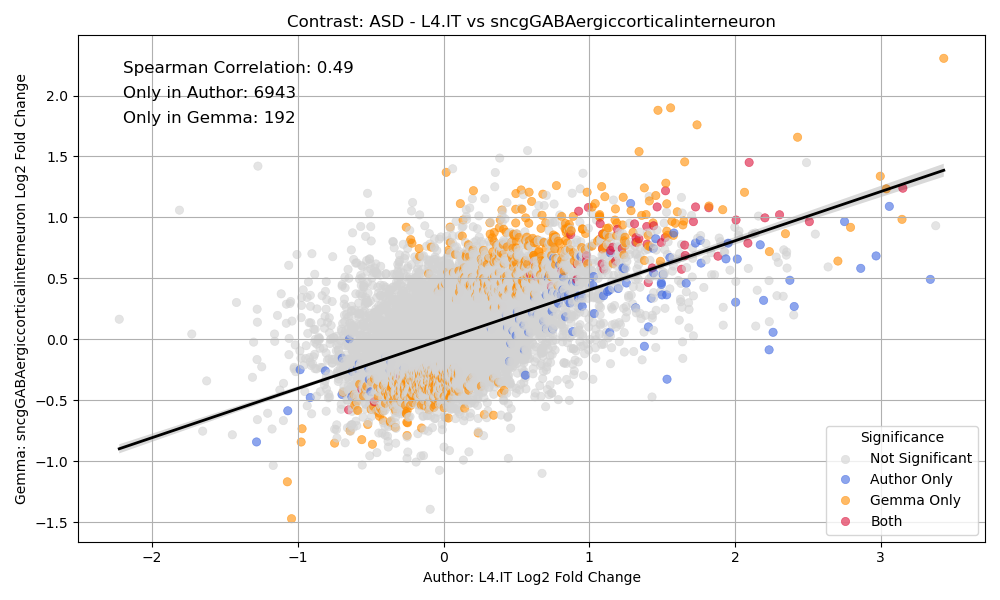 Contrast: ASD - L4.IT vs sncgGABAergiccorticalinterneuron
Spearman Correlation: 0.49
Only in Author: 6943
Only in Gemma: 192
Gemma: sncgGABAergiccorticalinterneuron Log2 Fold Change
2.0
1.5
1.0
0.5
0.0
−0.5
−1.0
−1.5
Significance
Not Significant
Author Only
Gemma Only
Both
−2
−1
0
1
2
3
Author: L4.IT Log2 Fold Change